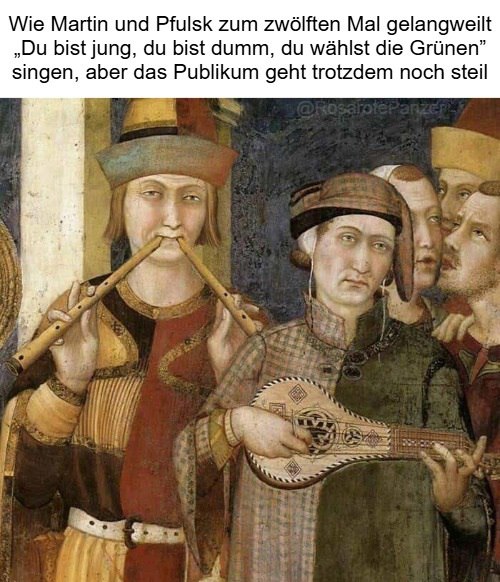 Wie Martin und Pfulsk zum zwölften Mal gelangweilt
„Du bist jung, du bist dumm, du wählst die Grünen”
singen, aber das Publikum geht trotzdem noch steil
@RosarotePanzer